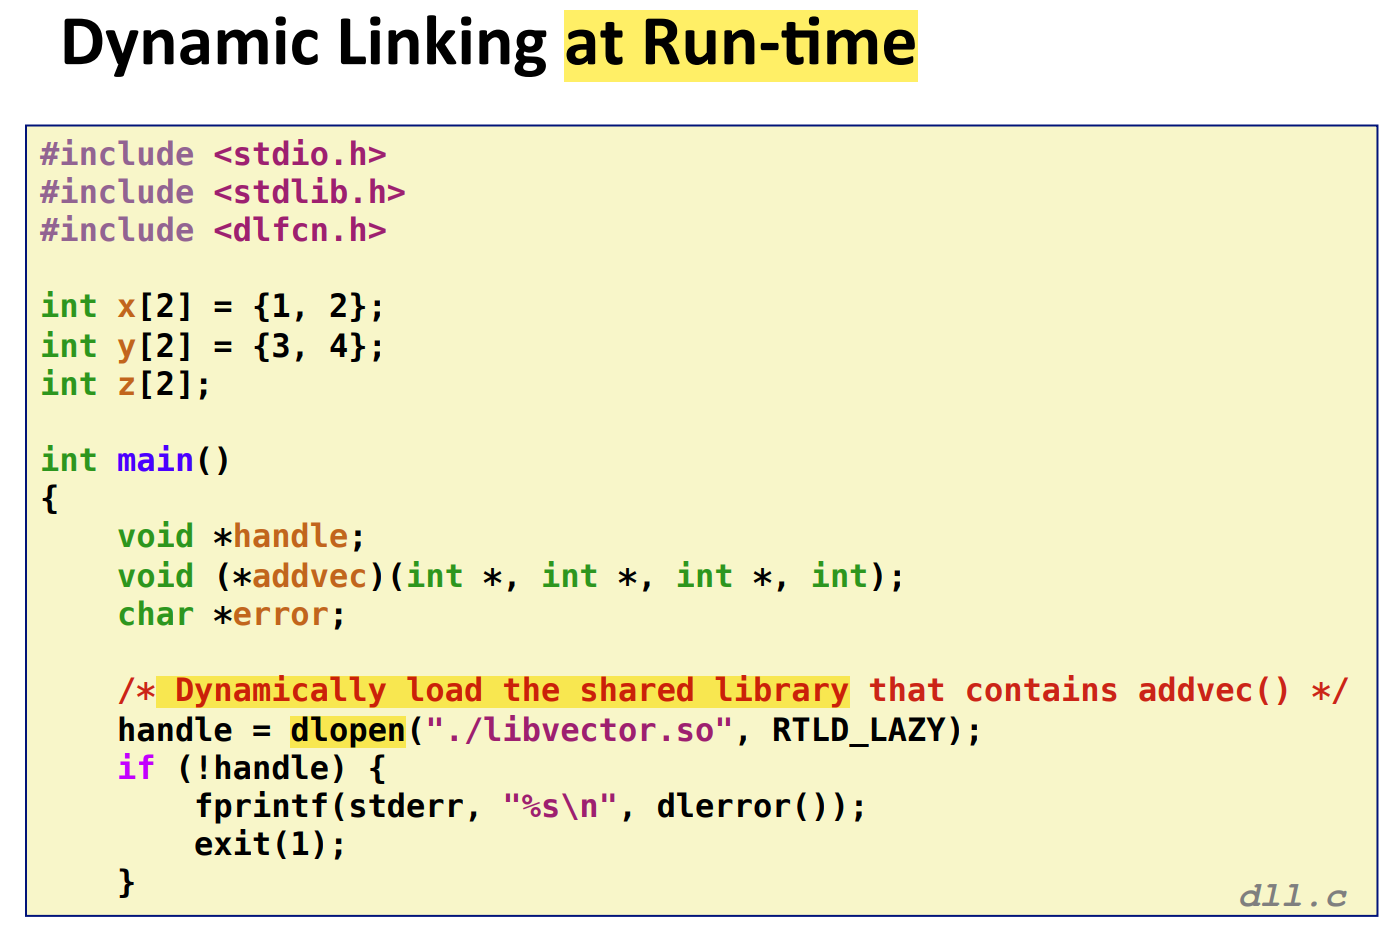 Dynamic Linking at Run-time
#include <stdio.h>
#include <stdlib.h>
#include <dlfcn.h>
int x[2] = {1, 2};
int y[2] = {3, 4};
int z[2];
int main()
{
    void *handle;
    void (*addvec)(int *, int *, int *, int);
    char *error;
    /* Dynamically load the shared library that contains addvec() */
    handle = dlopen("./libvector.so", RTLD_LAZY);
    if (!handle) {
        fprintf(stderr, "%s\n", dlerror());
        exit(1);
    }
dll.c